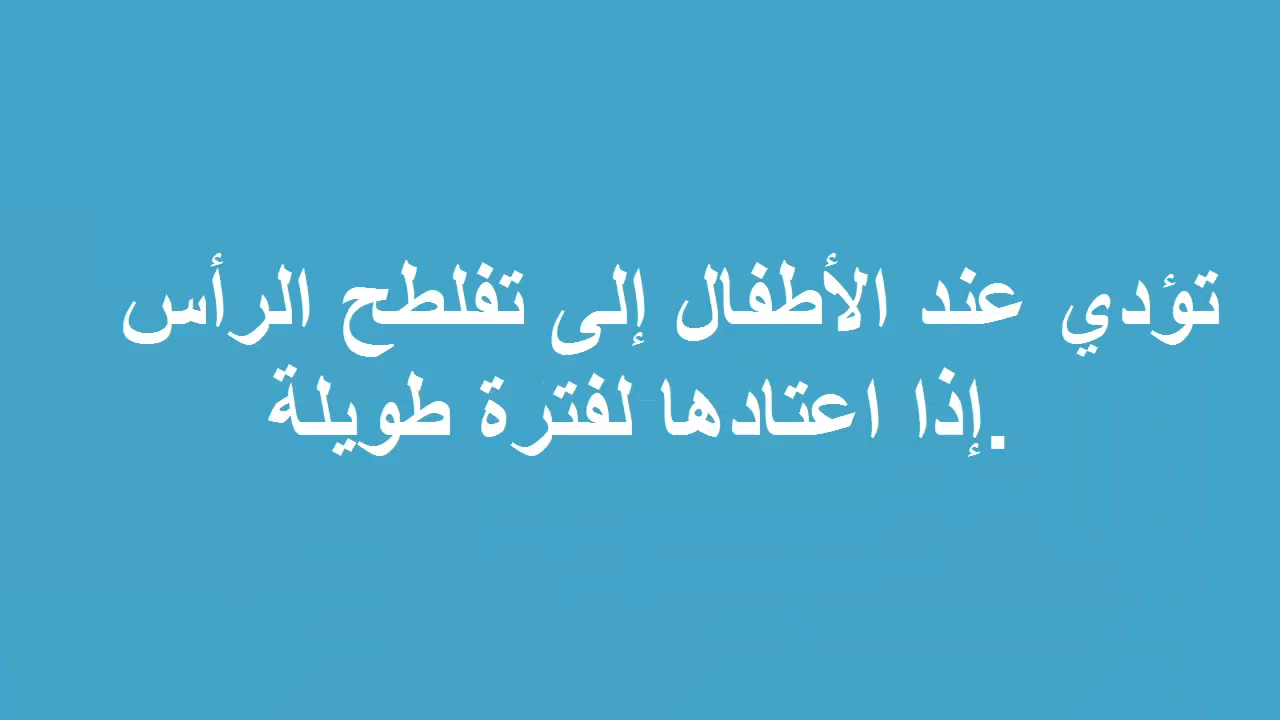 تؤدي عند الأطفال إلى تفلطح الرأس
إذا اعتادها لفترة طويلة.